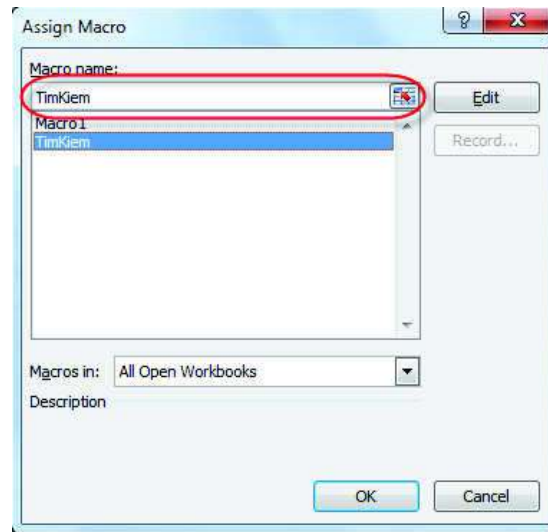 Assign Macro
Macro name:
TimKiem
Edit
Macro1
TimKiem
Record...
Macros in: All Open Workbooks
Description
OK Cancel